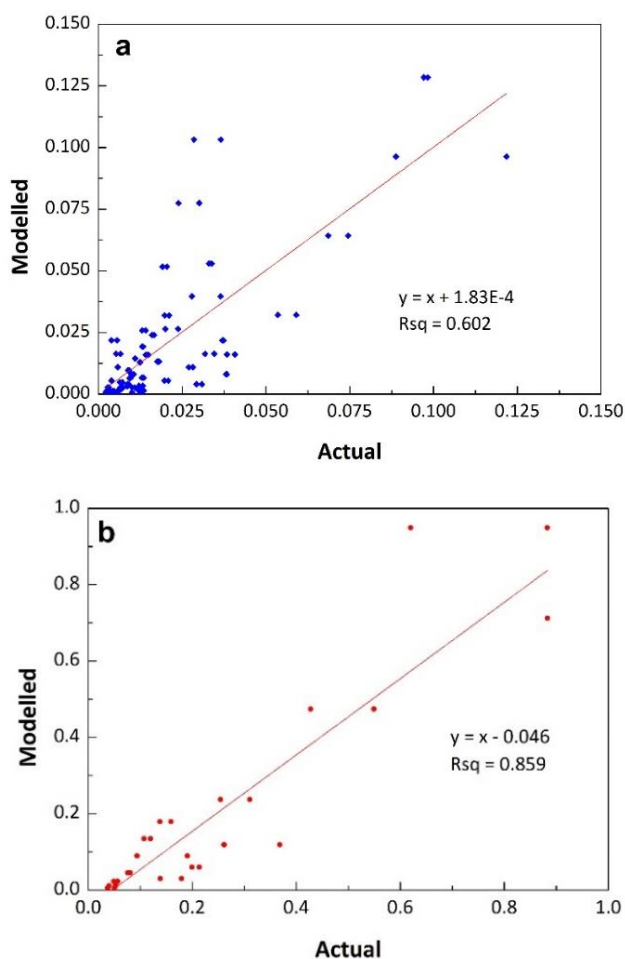 a
0.150
0.125
0.100
0.075
0.050
0.025
0.000
Modelled
y = x + 1.83E-4
Rsq = 0.602
0.000 0.025 0.050 0.075 0.100 0.125 0.150
Actual
b
1.0
0.8
0.6
0.4
0.2
0.0
Modelled
y = x - 0.046
Rsq = 0.859
0.0 0.2 0.4 0.6 0.8 1.0
Actual